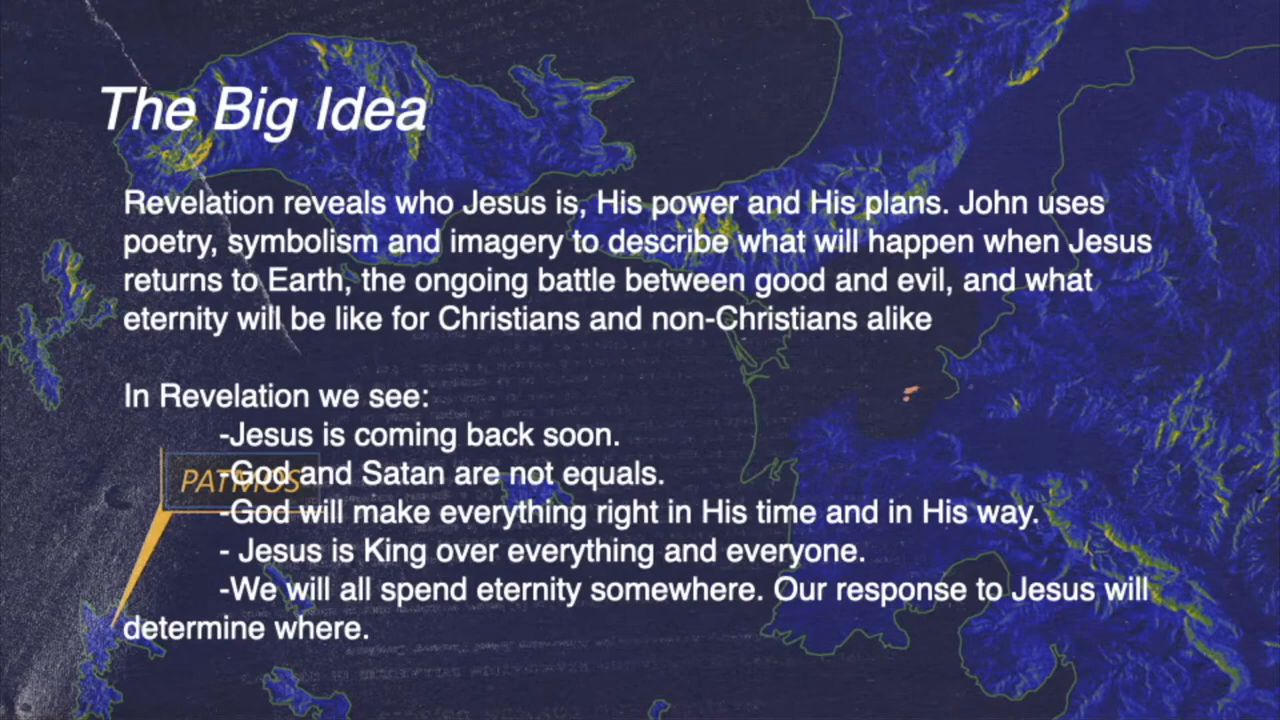 The Big Idea
Revelation reveals who Jesus is, His power and His plans. John uses
poetry, symbolism and imagery to describe what will happen when Jesus
returns to Earth, the ongoing battle between good and evil, and what
eternity will be like for Christians and non-Christians alike
In Revelation we see:
-Jesus is coming back soon.
PATMOS
-God and Satan are not equals.
-God will make everything right in His time and in His way.
- Jesus is King over everything and everyone.
-We will all spend eternity somewhere. Our response to Jesus will
determine where.